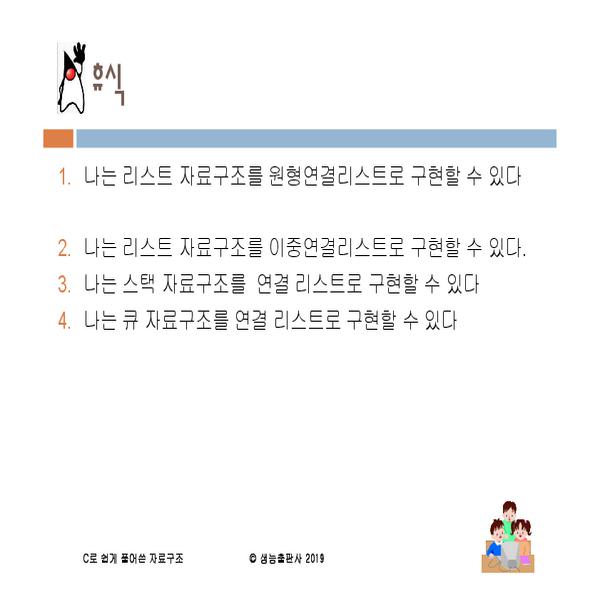 휴식
1. 나는 리스트 자료구조를 원형연결리스트로 구현할 수 있다
2. 나는 리스트 자료구조를 이중연결리스트로 구현할 수 있다.
3. 나는 스택 자료구조를 연결 리스트로 구현할 수 있다
4. 나는 큐 자료구조를 연결 리스트로 구현할 수 있다
C로 쉽게 풀어쓴 자료구조
© 생능출판사 2019